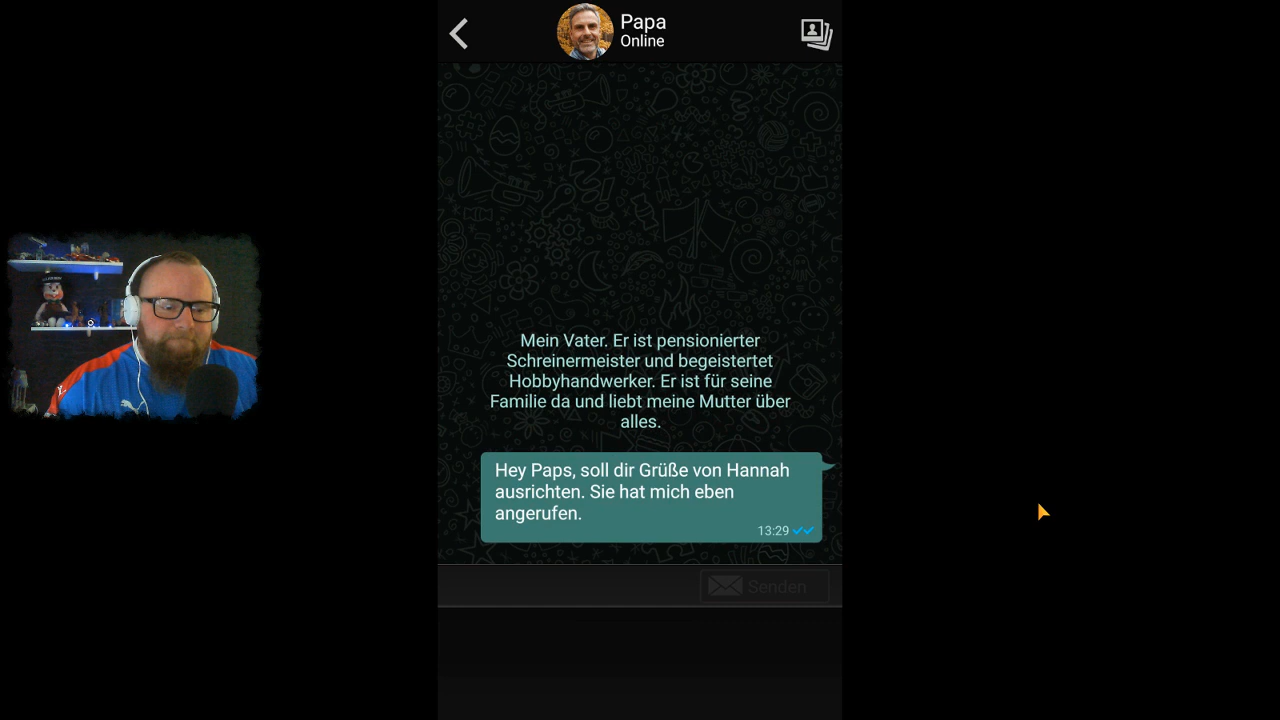 Papa
Online
Mein Vater. Er ist pensionierter
Schreinermeister und begeistertet
Hobbyhandwerker. Er ist für seine
Familie da und liebt meine Mutter über
alles.
Hey Paps, soll dir Grüße von Hannah
ausrichten. Sie hat mich eben
angerufen.
13:29
Senden